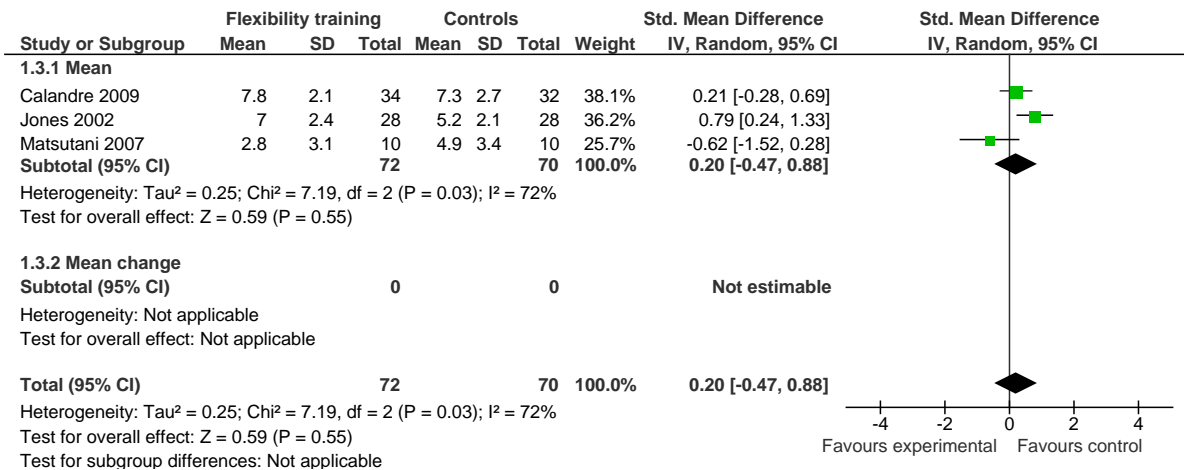 Flexibility training Controls Std. Mean Difference Std. Mean Difference
Study or Subgroup Mean SD Total Mean SD Total Weight IV, Random, 95% CI IV, Random, 95% CI
1.3.1 Mean
Calandre 2009 7.8 2.1 34 7.3 2.7 32 38.1% 0.21 [-0.28, 0.69]
Jones 2002 7 2.4 28 5.2 2.1 28 36.2% 0.79 [0.24, 1.33]
Matsutani 2007 2.8 3.1 10 4.9 3.4 10 25.7% -0.62 [-1.52, 0.28]
Subtotal (95% CI) 72 70 100.0% 0.20 [-0.47, 0.88]
Heterogeneity: Tau² = 0.25; Chi² = 7.19, df = 2 (P = 0.03); I² = 72%
Test for overall effect: Z = 0.59 (P = 0.55)
1.3.2 Mean change
Subtotal (95% CI) 0 0 Not estimable
Heterogeneity: Not applicable
Test for overall effect: Not applicable
Total (95% CI) 72 70 100.0% 0.20 [-0.47, 0.88]
Heterogeneity: Tau² = 0.25; Chi² = 7.19, df = 2 (P = 0.03); I² = 72%
Test for overall effect: Z = 0.59 (P = 0.55)
Test for subgroup differences: Not applicable
-4 -2 0 2 4
Favours experimental Favours control